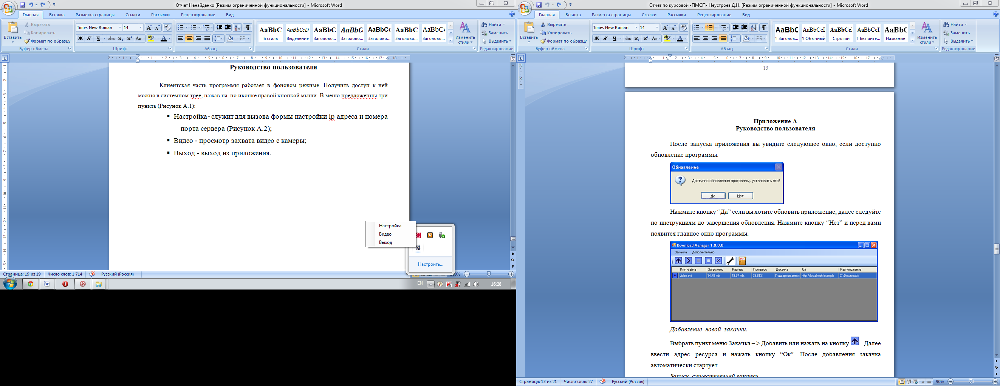 Отчет Ненайденко [Режим ограниченной функциональности] - Microsoft Word
Главная Вставка Разметка страницы Ссылки Рассылки Рецензирование Вид
Вставить
Вырезать
Копировать
Формат по образцу
Буфер обмена
Times New Roman 14
Ж К Ч abc x₂ x² Aa
Шрифт
Абзац
AaBbC AaBbCcD AaBbC AaBbC AaBbCc AaBbC AaBbC
Б стиль Выделение Заголово... Заголово... Заголово... Заголово... Заголово...
Изменить стили
Стили
Найти
Заменить
Выделить
Редактирование
Руководство пользователя
Клиентская часть программы работает в фоновом режиме. Получить доступ к ней
можно в системном трее, нажав на по иконке правой кнопкой мыши. В меню предложенны три
пункта (Рисунок А.1):
▪ Настройка - служит для вызова формы настройки ip адреса и номера
порта сервера (Рисунок А.2);
▪ Видео - просмотр захвата видео с камеры;
▪ Выход - выход из приложения.
Настройка
Видео
Выход
Настроить...
Страница: 19 из 19 Число слов: 1 714 Русский (Россия)
EN 16:28
Отчет по курсовой -ПМСП- Неустроев Д.Н. [Режим ограниченной функциональности] - Microsoft Word
Главная Вставка Разметка страницы Ссылки Рассылки Рецензирование Вид
Вставить
Вырезать
Копировать
Формат по образцу
Буфер обмена
Times New Roman 14
Ж К Ч abc x₂ x² Aa
Шрифт
Абзац
AaBbC AaBbCcI AaBbCcI AaBbCcI AaBbC
¶ Заголов... ¶ Обычный Строгий ¶ Без инте... Название
Изменить стили
Стили
Найти
Заменить
Выделить
Редактирование
13
Приложение А
Руководство пользователя
После запуска приложения вы увидите следующее окно, если доступно
обновление программы.
Обновление
Доступно обновление программы, установить его?
Да Нет
Нажмите кнопку “Да” если вы хотите обновить приложение, далее следуйте
по инструкциям до завершения обновления. Нажмите кнопку “Нет” и перед вами
появится главное окно программы.
Download Manager 1.0.0.0
Закачка Дополнительно
Имя файла Загружено Размер Прогресс Докачка Uri Расположение
video.avi 14,78 mb. 49,57 mb. 29,81% Поддерживается http://localhost/example C:\Downloads
Добавление новой закачки.
Выбрать пункт меню Закачка – > Добавить или нажать на кнопку . Далее
ввести адрес ресурса и нажать кнопку “Ок”. После добавления закачка
автоматически стартует.
Запуск существующей закачки
Страница: 13 из 21 Число слов: 27 Русский (Россия) 90%